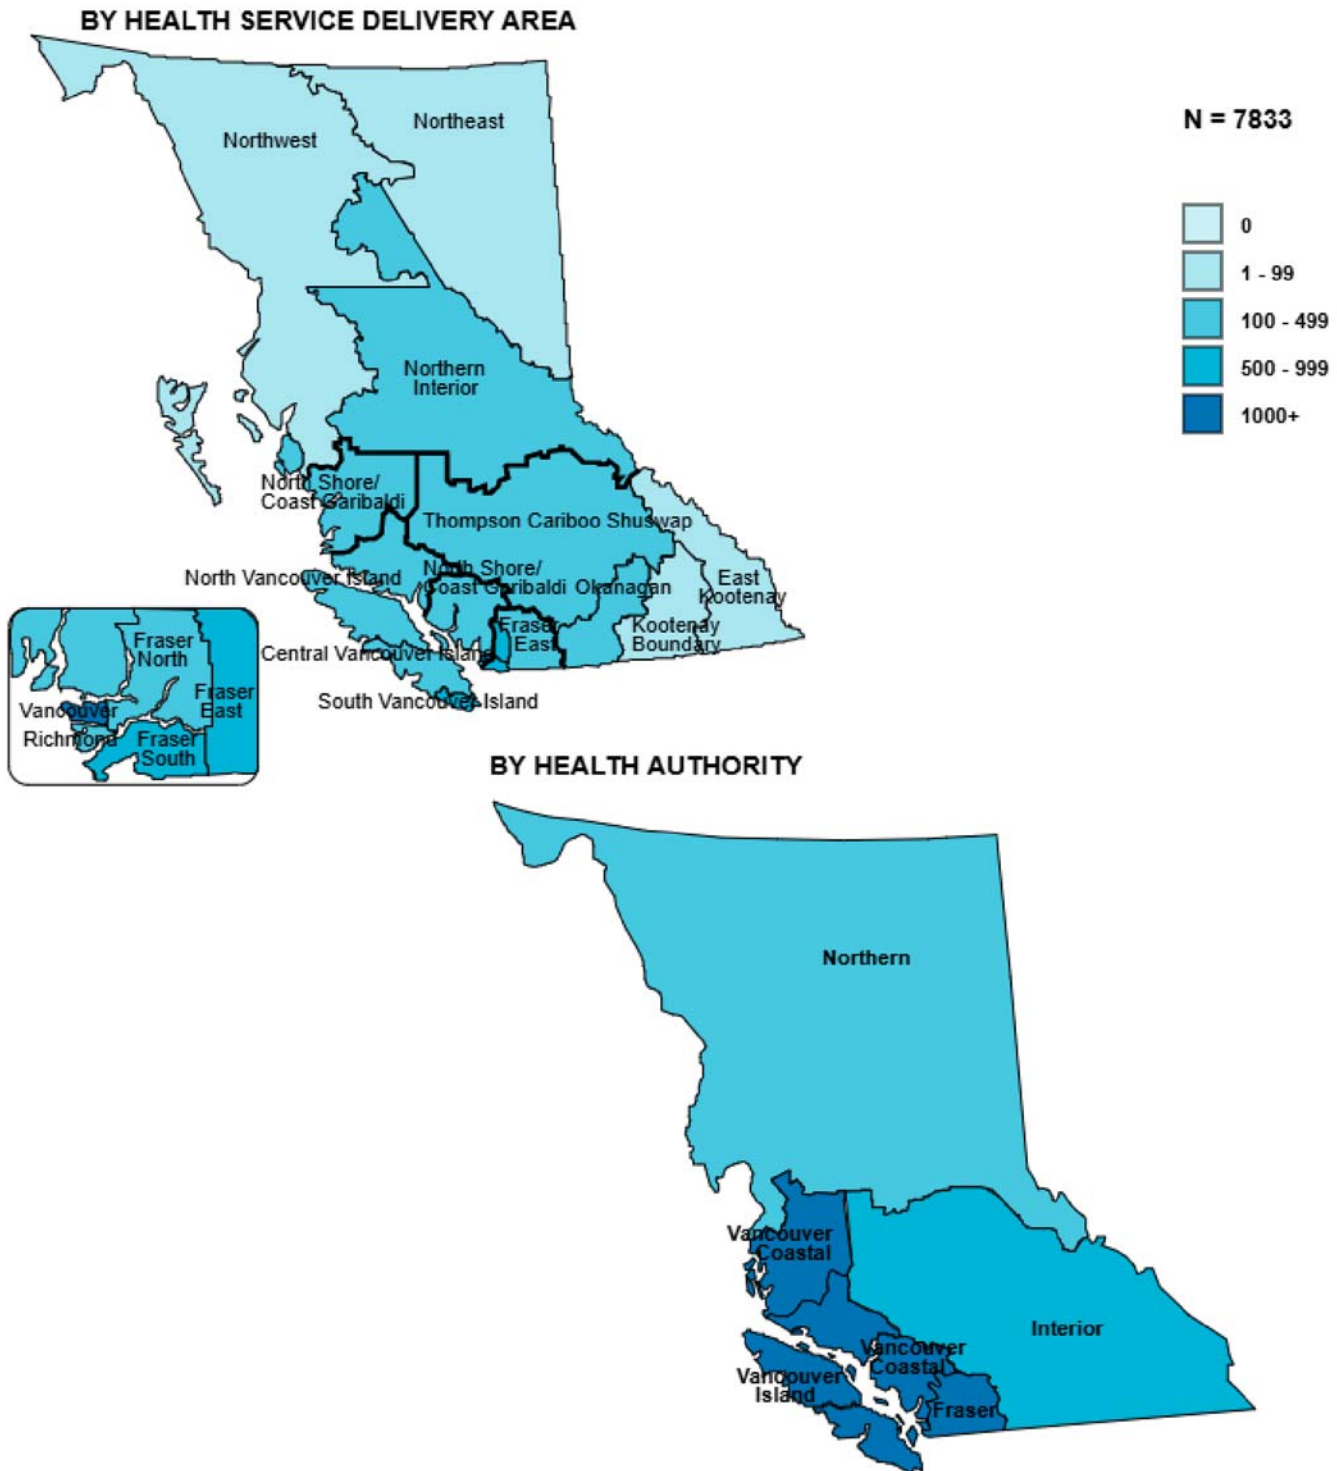 BY HEALTH SERVICE DELIVERY AREA
N = 7833
0
1 - 99
100 - 499
500 - 999
1000+
Northwest
Northeast
Northern
Interior
North Shore/
Coast Garibaldi
Thompson Cariboo Shuswap
North Vancouver Island
North Shore/
Coast Garibaldi
Okanagan
East
Kootenay
Kootenay
Boundary
Fraser
East
Central Vancouver Island
South Vancouver Island
Fraser
North
Fraser
East
Vancouver
Richmond
Fraser
South
BY HEALTH AUTHORITY
Northern
Vancouver
Coastal
Interior
Vancouver
Coastal
Vancouver
Island
Fraser